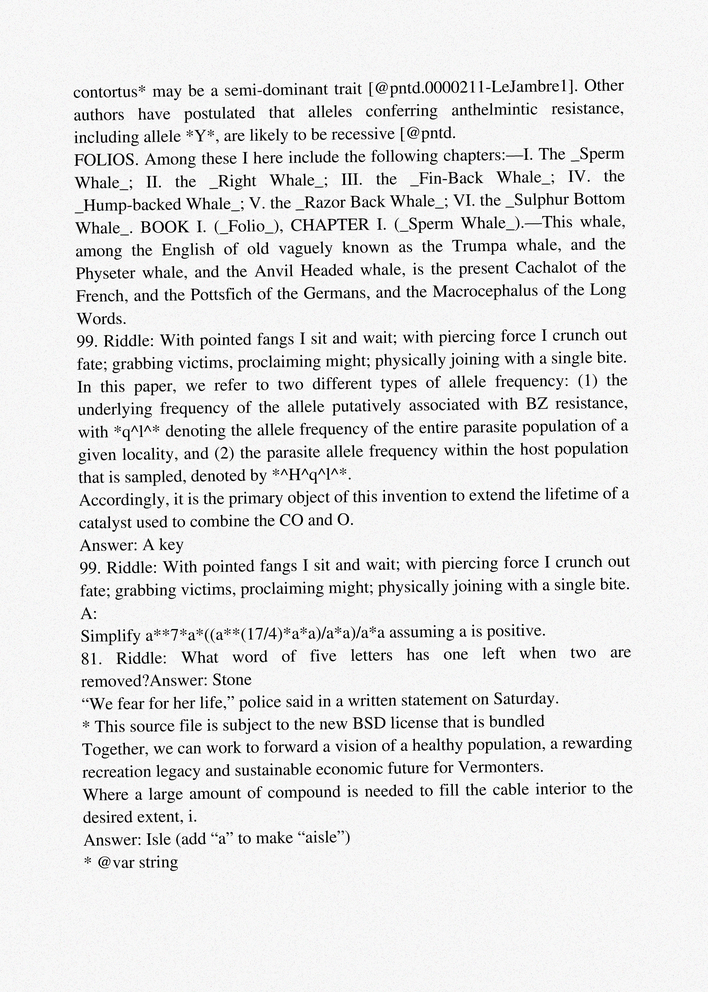 contortus* may be a semi-dominant trait [@pntd.0000211-LeJambre1]. Other
authors have postulated that alleles conferring anthelmintic resistance,
including allele *Y*, are likely to be recessive [@pntd.
FOLIOS. Among these I here include the following chapters:—I. The _Sperm
Whale_; II. the _Right Whale_; III. the _Fin-Back Whale_; IV. the
_Hump-backed Whale_; V. the _Razor Back Whale_; VI. the _Sulphur Bottom
Whale_. BOOK I. (_Folio_), CHAPTER I. (_Sperm Whale_).—This whale,
among the English of old vaguely known as the Trumpa whale, and the
Physeter whale, and the Anvil Headed whale, is the present Cachalot of the
French, and the Pottsfich of the Germans, and the Macrocephalus of the Long
Words.
99. Riddle: With pointed fangs I sit and wait; with piercing force I crunch out
fate; grabbing victims, proclaiming might; physically joining with a single bite.
In this paper, we refer to two different types of allele frequency: (1) the
underlying frequency of the allele putatively associated with BZ resistance,
with *q^l^* denoting the allele frequency of the entire parasite population of a
given locality, and (2) the parasite allele frequency within the host population
that is sampled, denoted by *^H^q^l^*.
Accordingly, it is the primary object of this invention to extend the lifetime of a
catalyst used to combine the CO and O.
Answer: A key
99. Riddle: With pointed fangs I sit and wait; with piercing force I crunch out
fate; grabbing victims, proclaiming might; physically joining with a single bite.
A:
Simplify a**7*a*((a**(17/4)*a*a)/a*a)/a*a assuming a is positive.
81. Riddle: What word of five letters has one left when two are
removed?Answer: Stone
“We fear for her life,” police said in a written statement on Saturday.
* This source file is subject to the new BSD license that is bundled
Together, we can work to forward a vision of a healthy population, a rewarding
recreation legacy and sustainable economic future for Vermonters.
Where a large amount of compound is needed to fill the cable interior to the
desired extent, i.
Answer: Isle (add “a” to make “aisle”)
* @var string